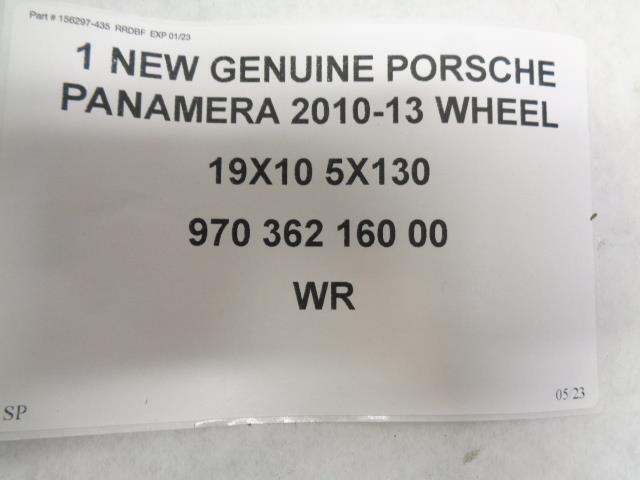 Part # 156297-435 RRDBF EXP 01/23
1 NEW GENUINE PORSCHE
PANAMERA 2010-13 WHEEL
19X10 5X130
970 362 160 00
WR
SP
05/23